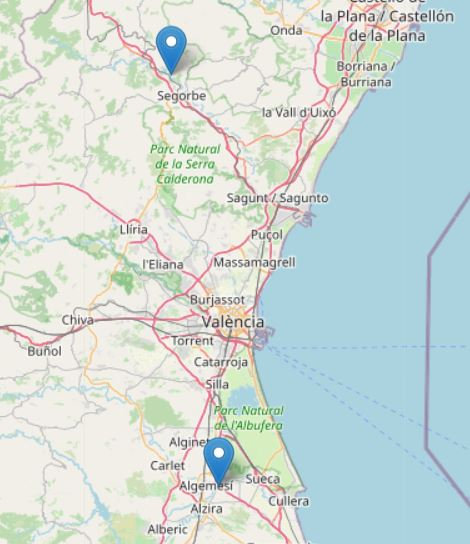 Castelló de
la Plana / Castellón
de la Plana
Onda
Borriana /
Burriana
Segorbe
la Vall d'Uixó
Parc Natural
de la Serra
Calderona
Sagunt / Sagunto
Llíria
Puçol
l'Eliana
Massamagrell
Burjassot
Chiva
València
Torrent
Buñol
Catarroja
Silla
Parc Natural
de l'Albufera
Alginet
Carlet
Algemesí
Sueca
Cullera
Alzira
Alberic